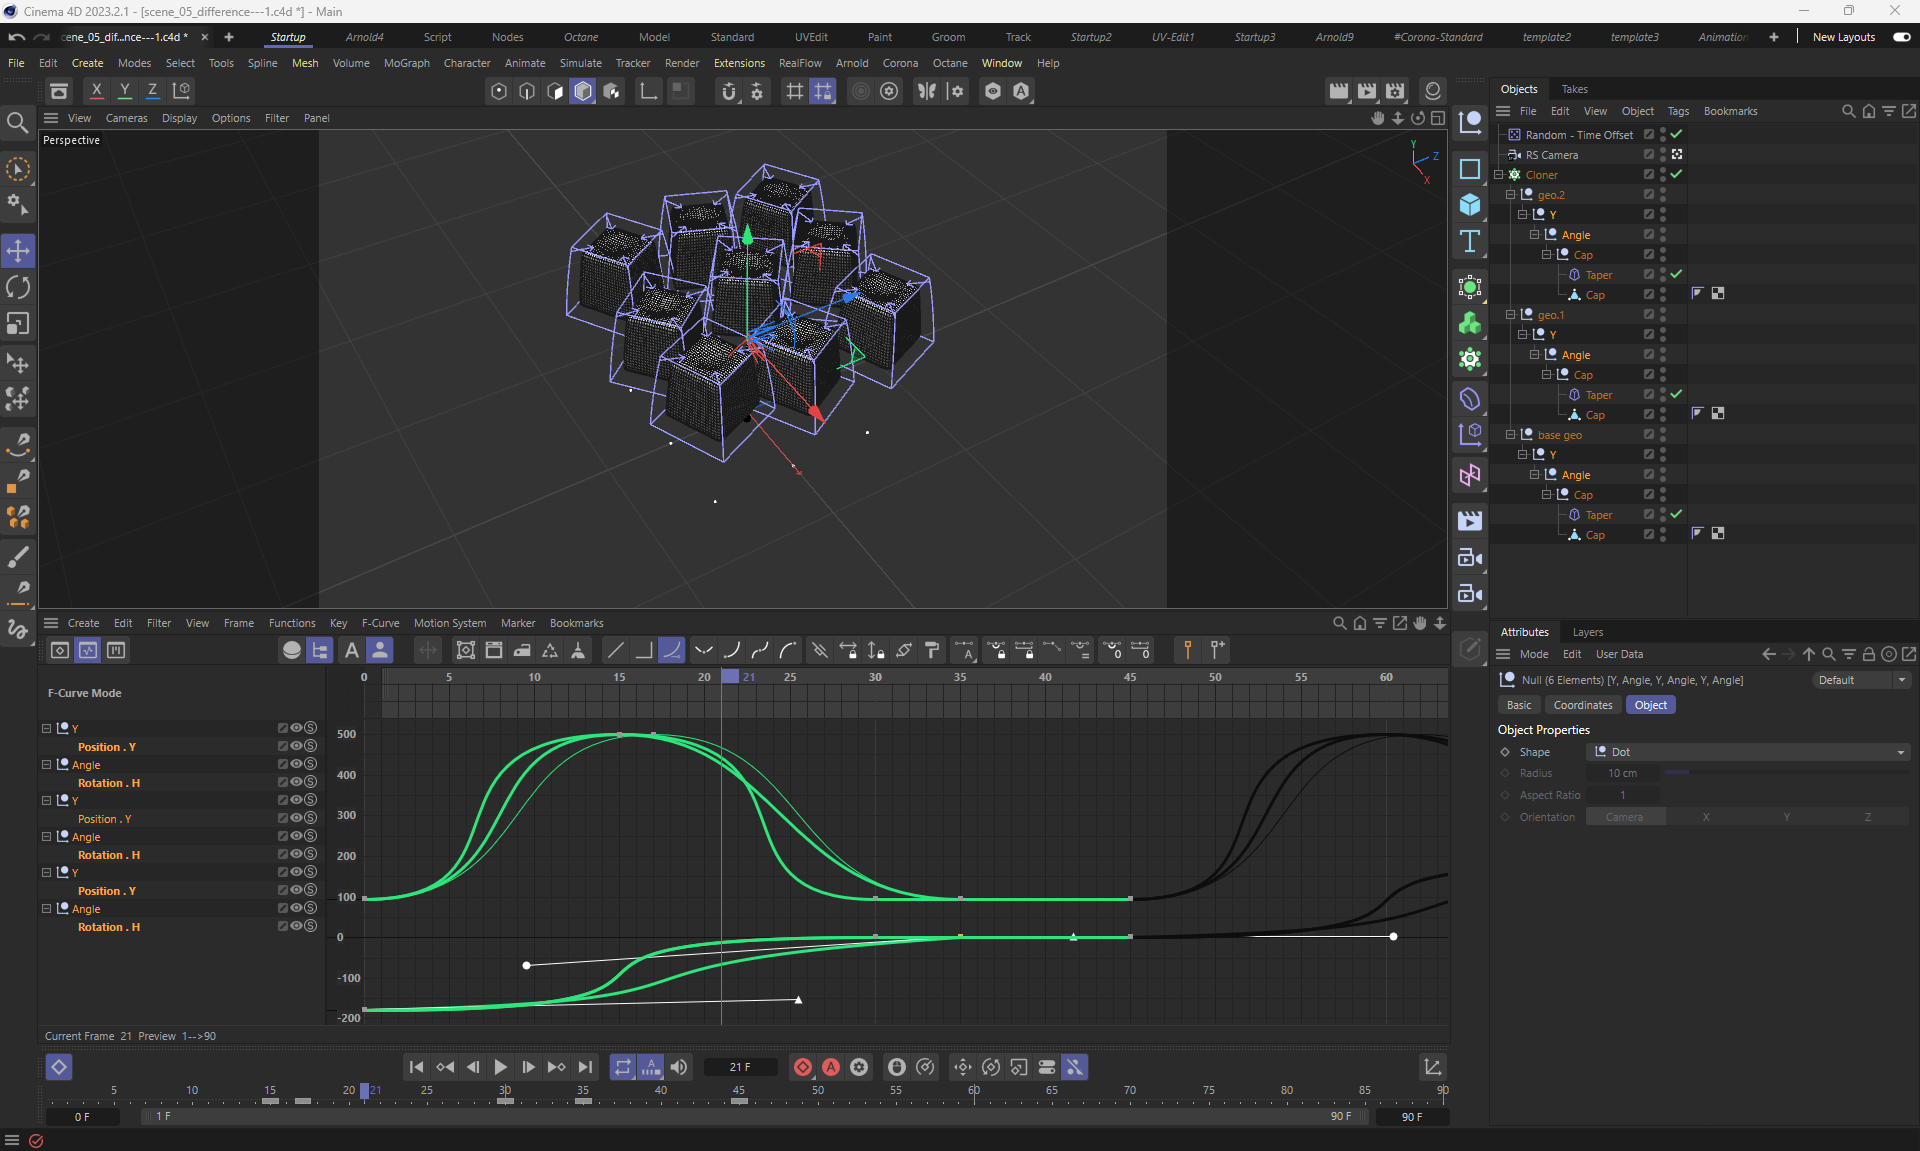 Cinema 4D 2023.2.1 - [scene_05_difference---1.c4d *] - Main
cene_05_dif...nce---1.c4d * Startup Arnold4 Script Nodes Octane Model Standard UVEdit Paint Groom Track Startup2 UV-Edit1 Startup3 Arnold9 #Corona-Standard template2 template3 Animation New Layouts
File Edit Create Modes Select Tools Spline Mesh Volume MoGraph Character Animate Simulate Tracker Render Extensions RealFlow Arnold Corona Octane Window Help
X Y Z
Objects Takes
View Cameras Display Options Filter Panel
File Edit View Object Tags Bookmarks
Perspective
Y
Z
X
Random - Time Offset
RS Camera
Cloner
geo.2
Y
Angle
Cap
Taper
Cap
geo.1
Y
Angle
Cap
Taper
Cap
base geo
Y
Angle
Cap
Taper
Cap
Create Edit Filter View Frame Functions Key F-Curve Motion System Marker Bookmarks
Attributes Layers
Mode Edit User Data
Null (6 Elements) [Y, Angle, Y, Angle, Y, Angle] Default
Basic Coordinates Object
Object Properties
Shape Dot
Radius 10 cm
Aspect Ratio 1
Orientation Camera X Y Z
F-Curve Mode
Y
Position . Y
Angle
Rotation . H
Y
Position . Y
Angle
Rotation . H
Y
Position . Y
Angle
Rotation . H
0 5 10 15 20 21 25 30 35 40 45 50 55 60
500
400
300
200
100
0
-100
-200
Current Frame 21 Preview 1-->90
21 F
5 10 15 20 21 25 30 35 40 45 50 55 60 65 70 75 80 85 90
0 F 1 F 90 F 90 F